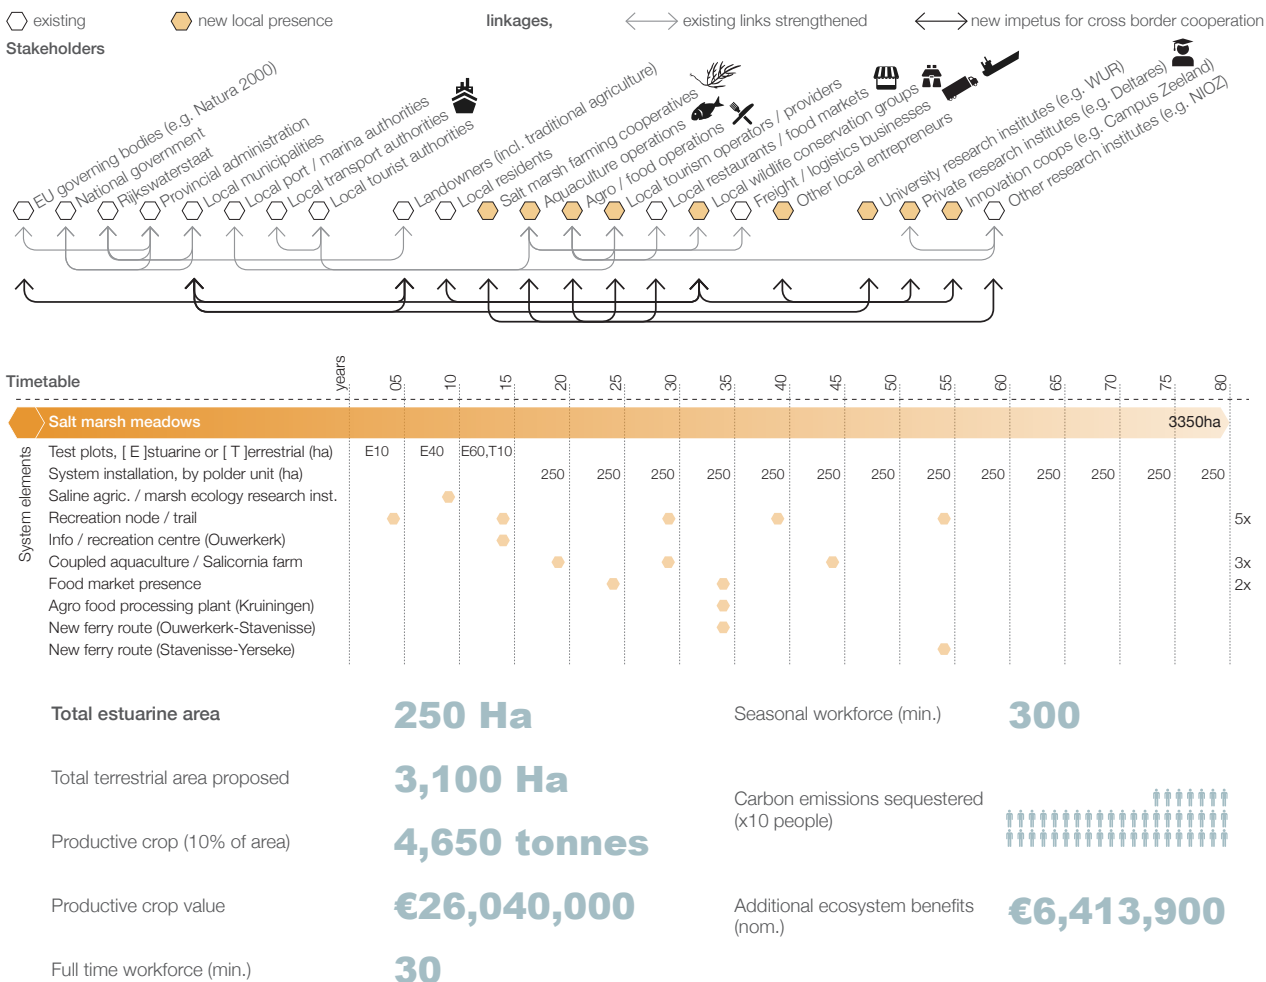 existing
new local presence
linkages,
existing links strengthened
new impetus for cross border cooperation
Stakeholders
EU governing bodies (e.g. Natura 2000)
National government
Rijkswaterstaat
Provincial administration
Local municipalities
Local port / marina authorities
Local transport authorities
Local tourist authorities
Landowners (incl. traditional agriculture)
Local residents
Salt marsh farming cooperatives
Aquaculture operations
Agro / food operations
Local tourism operators / providers
Local restaurants / food markets
Local wildlife conservation groups
Freight / logistics businesses
Other local entrepreneurs
University research institutes (e.g. WUR)
Private research institutes (e.g. Deltares)
Innovation coops (e.g. Campus Zeeland)
Other research institutes (e.g. NIOZ)
Timetable
years 05 10 15 20 25 30 35 40 45 50 55 60 65 70 75 80
Salt marsh meadows 3350ha
System elements
Test plots, [ E ]stuarine or [ T ]errestrial (ha) E10 E40 E60,T10
System installation, by polder unit (ha) 250 250 250 250 250 250 250 250 250 250 250 250 250
Saline agric. / marsh ecology research inst.
Recreation node / trail 5x
Info / recreation centre (Ouwerkerk)
Coupled aquaculture / Salicornia farm 3x
Food market presence 2x
Agro food processing plant (Kruiningen)
New ferry route (Ouwerkerk-Stavenisse)
New ferry route (Stavenisse-Yerseke)
Total estuarine area 250 Ha
Total terrestrial area proposed 3,100 Ha
Productive crop (10% of area) 4,650 tonnes
Productive crop value €26,040,000
Full time workforce (min.) 30
Seasonal workforce (min.) 300
Carbon emissions sequestered
(x10 people)
Additional ecosystem benefits
(nom.) €6,413,900